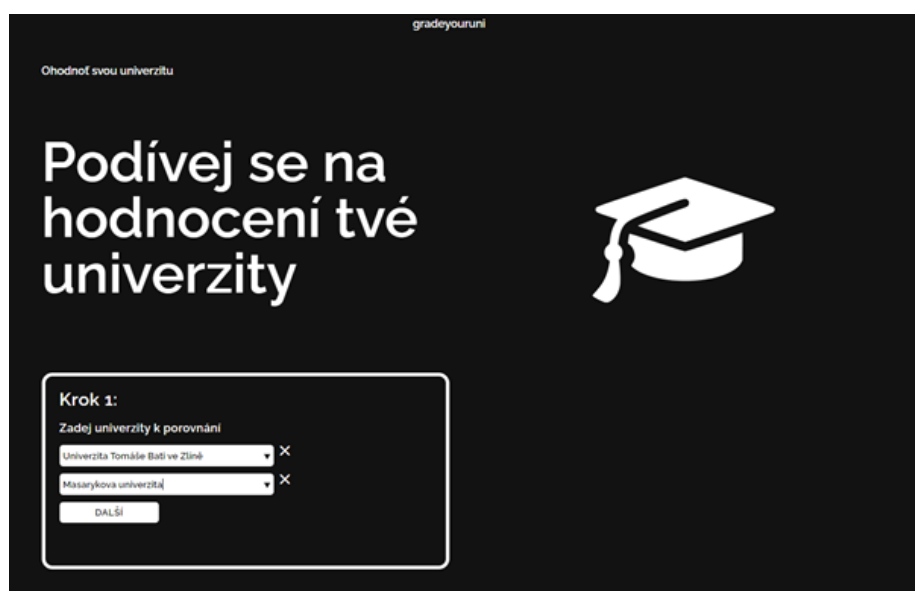 gradeyouruni
Ohodnoť svou univerzitu
Podívej se na
hodnocení tvé
univerzity
Krok 1:
Zadej univerzity k porovnání
Univerzita Tomáše Bati ve Zlíně
Masarykova univerzita
DALŠÍ